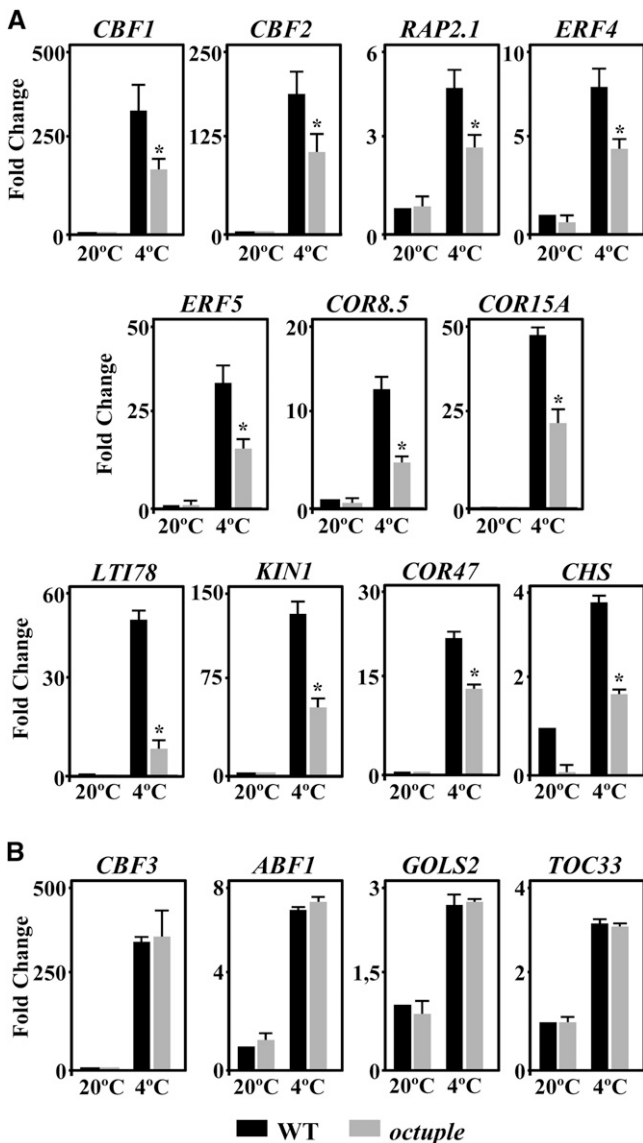 A
CBF1 CBF2 RAP2.1 ERF4
500 250 6 10
250 125 3 5
0 0 0 0
Fold Change
* * * *
20ºC 4ºC 20ºC 4ºC 20ºC 4ºC 20ºC 4ºC
ERF5 COR8.5 COR15A
50 20 50
25 10 25
0 0 0
Fold Change
* * *
20ºC 4ºC 20ºC 4ºC 20ºC 4ºC
LTI78 KIN1 COR47 CHS
60 150 30 4
30 75 15 2
0 0 0 0
Fold Change
* * * *
20ºC 4ºC 20ºC 4ºC 20ºC 4ºC 20ºC 4ºC
B
CBF3 ABF1 GOLS2 TOC33
500 8 3 4
250 4 1,5 2
0 0 0 0
Fold Change
20ºC 4ºC 20ºC 4ºC 20ºC 4ºC 20ºC 4ºC
WT octuple